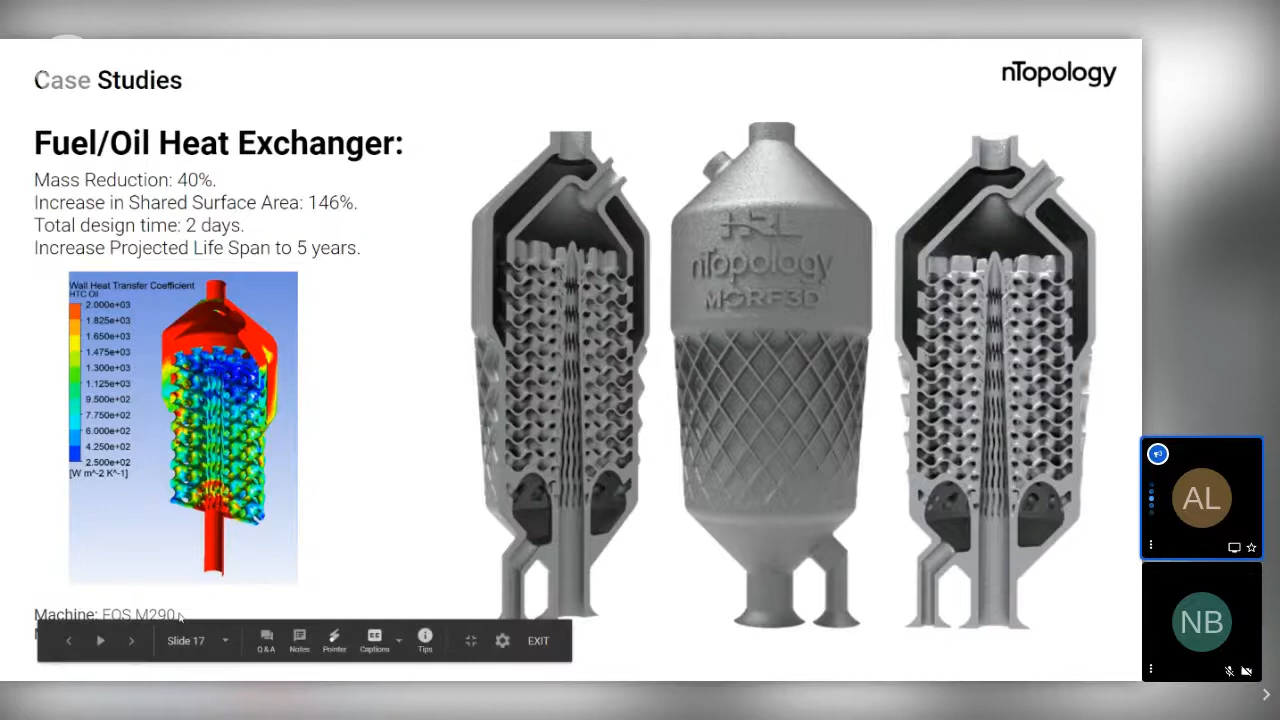 Case Studies
nTopology
Fuel/Oil Heat Exchanger:
Mass Reduction: 40%.
Increase in Shared Surface Area: 146%.
Total design time: 2 days.
Increase Projected Life Span to 5 years.
Wall Heat Transfer Coefficient
HTC Oil
2.000e+03
1.825e+03
1.650e+03
1.475e+03
1.300e+03
1.125e+03
9.500e+02
7.750e+02
6.000e+02
4.250e+02
2.500e+02
[W m^-2 K^-1]
HRL
nTopology
MORF3D
Machine: EOS M290
Slide 17
Q&A
Notes
Pointer
Captions
Tips
EXIT
AL
NB